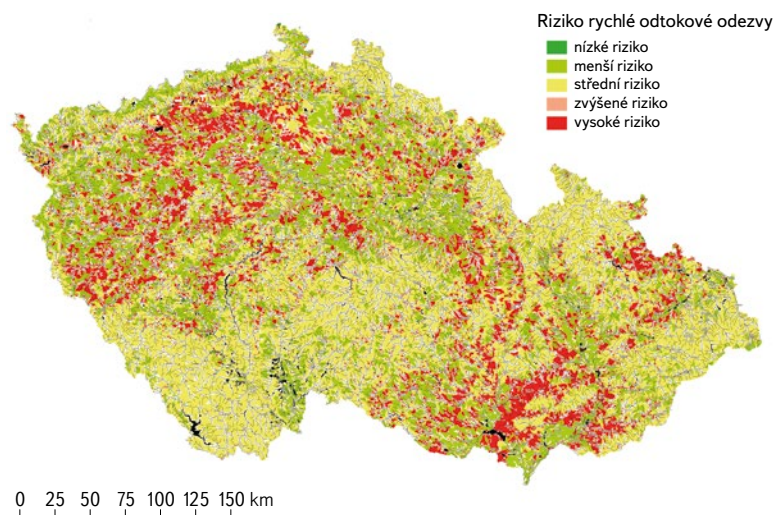 Riziko rychlé odtokové odezvy
nízké riziko
menší riziko
střední riziko
zvýšené riziko
vysoké riziko
0 25 50 75 100 125 150 km